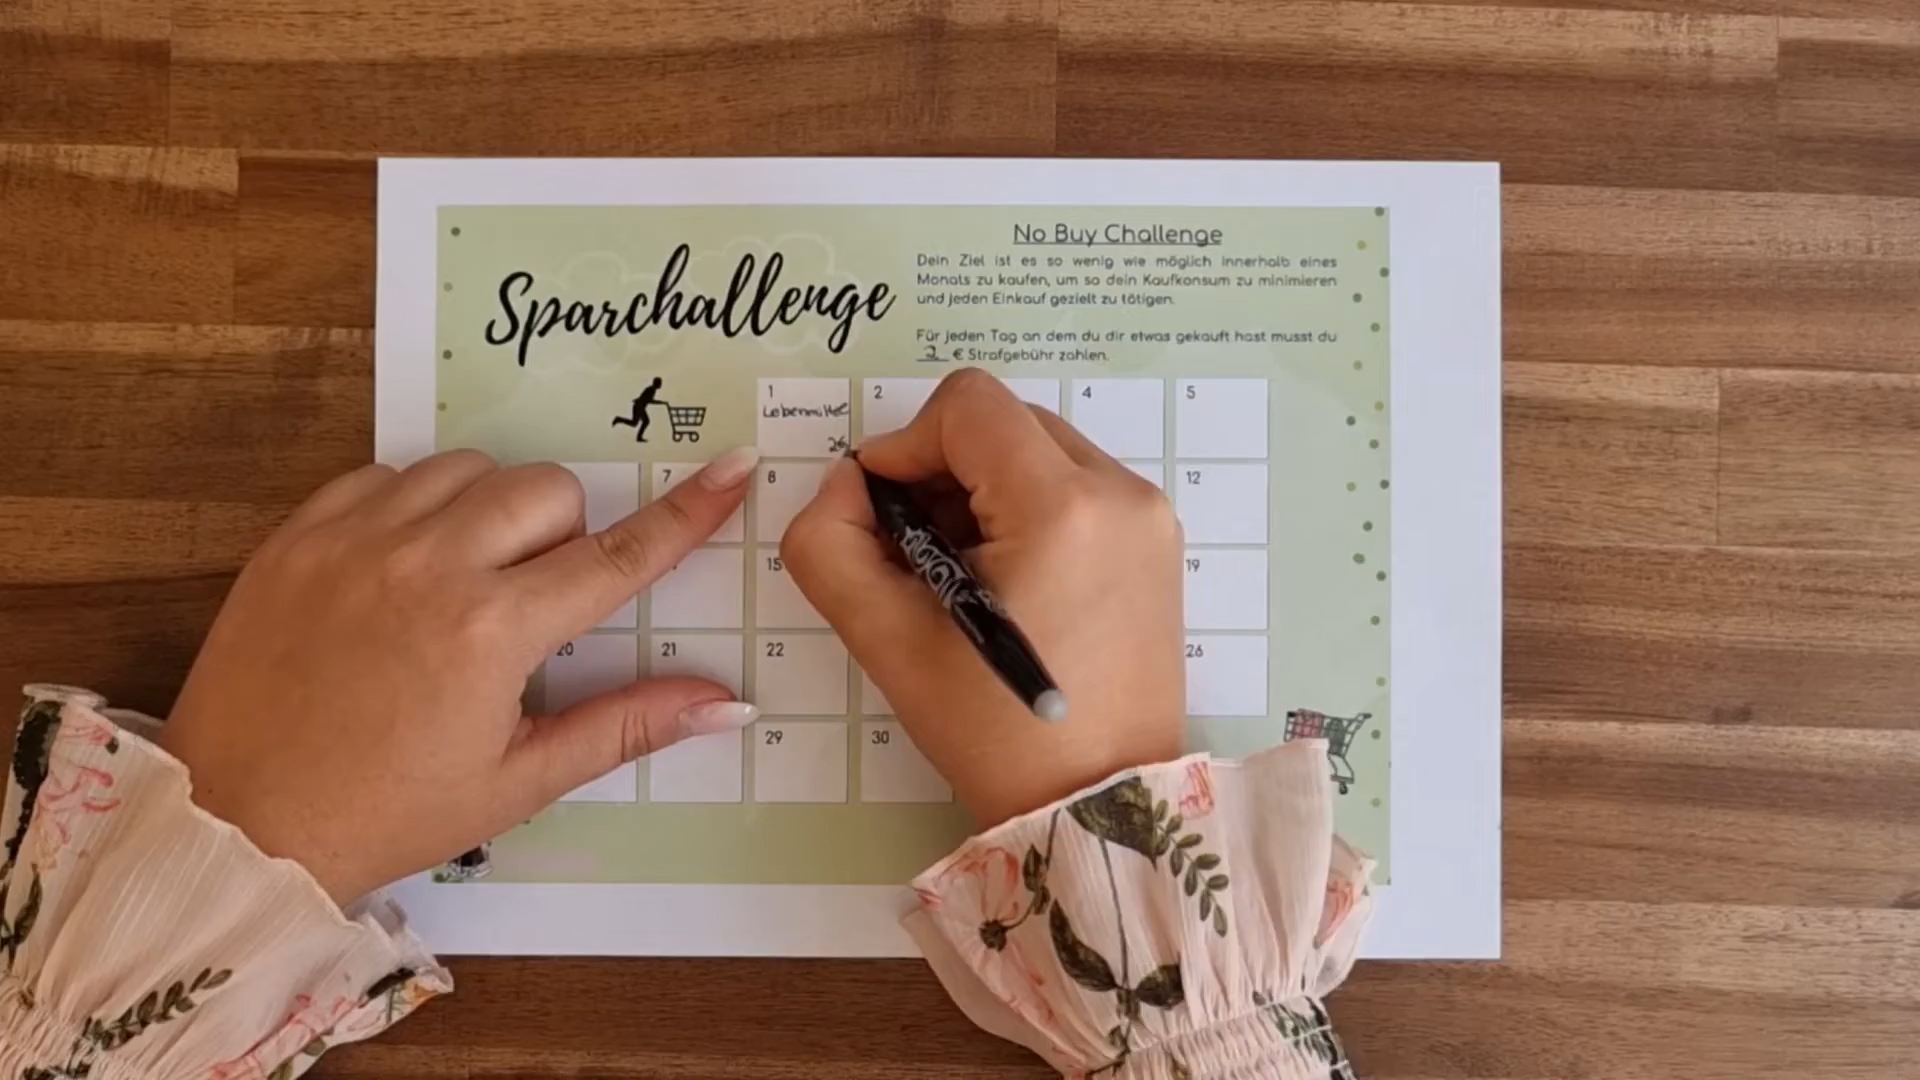 Sparchallenge
No Buy Challenge
Dein Ziel ist es so wenig wie möglich innerhalb eines
Monats zu kaufen, um so dein Kaufkonsum zu minimieren
und jeden Einkauf gezielt zu tätigen.
Für jeden Tag an dem du dir etwas gekauft hast musst du
2 € Strafgebühr zahlen.
1
Lebensmittel
2€
2
4
5
7
8
12
15
19
20
21
22
26
29
30